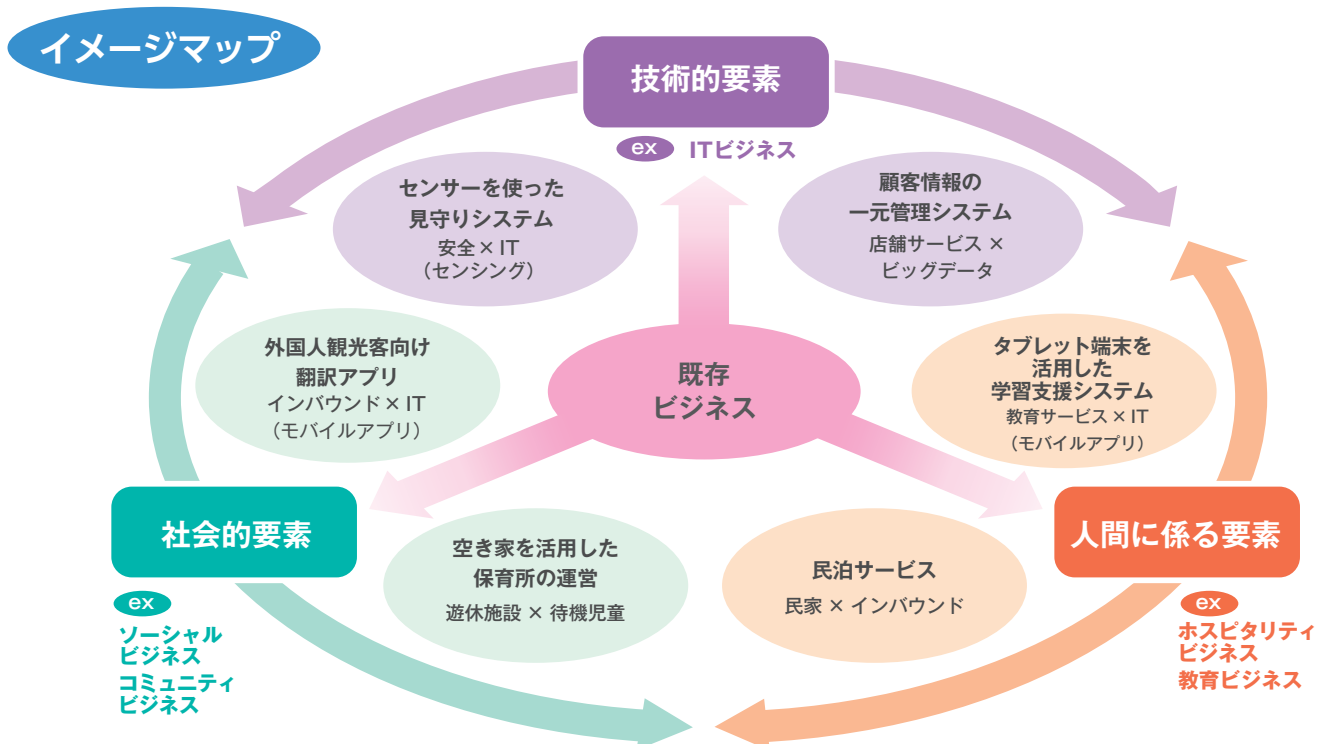 イメージマップ
技術的要素
ex ITビジネス
センサーを使った
見守りシステム
安全×IT
（センシング）
顧客情報の
一元管理システム
店舗サービス×
ビッグデータ
外国人観光客向け
翻訳アプリ
インバウンド×IT
（モバイルアプリ）
既存
ビジネス
タブレット端末を
活用した
学習支援システム
教育サービス×IT
（モバイルアプリ）
社会的要素
ex
ソーシャル
ビジネス
コミュニティ
ビジネス
空き家を活用した
保育所の運営
遊休施設×待機児童
民泊サービス
民家×インバウンド
人間に係る要素
ex
ホスピタリティ
ビジネス
教育ビジネス